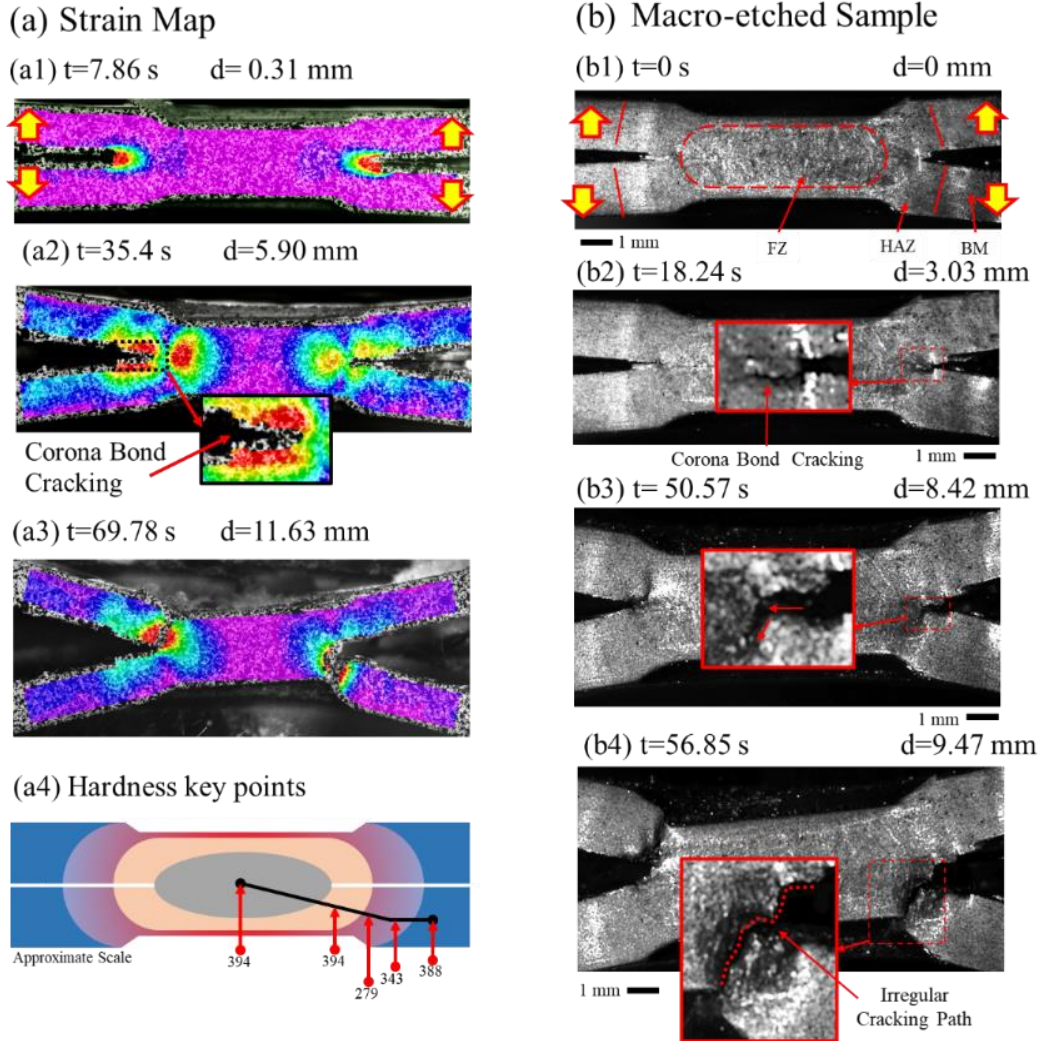 (a) Strain Map
(a1) t=7.86 s d= 0.31 mm
(a2) t=35.4 s d=5.90 mm
Corona Bond
Cracking
(a3) t=69.78 s d=11.63 mm
(a4) Hardness key points
Approximate Scale
394
394
279
343
388
(b) Macro-etched Sample
(b1) t=0 s d=0 mm
1 mm
FZ
HAZ
BM
(b2) t=18.24 s d=3.03 mm
Corona Bond Cracking
1 mm
(b3) t= 50.57 s d=8.42 mm
1 mm
(b4) t=56.85 s d=9.47 mm
1 mm
Irregular
Cracking Path